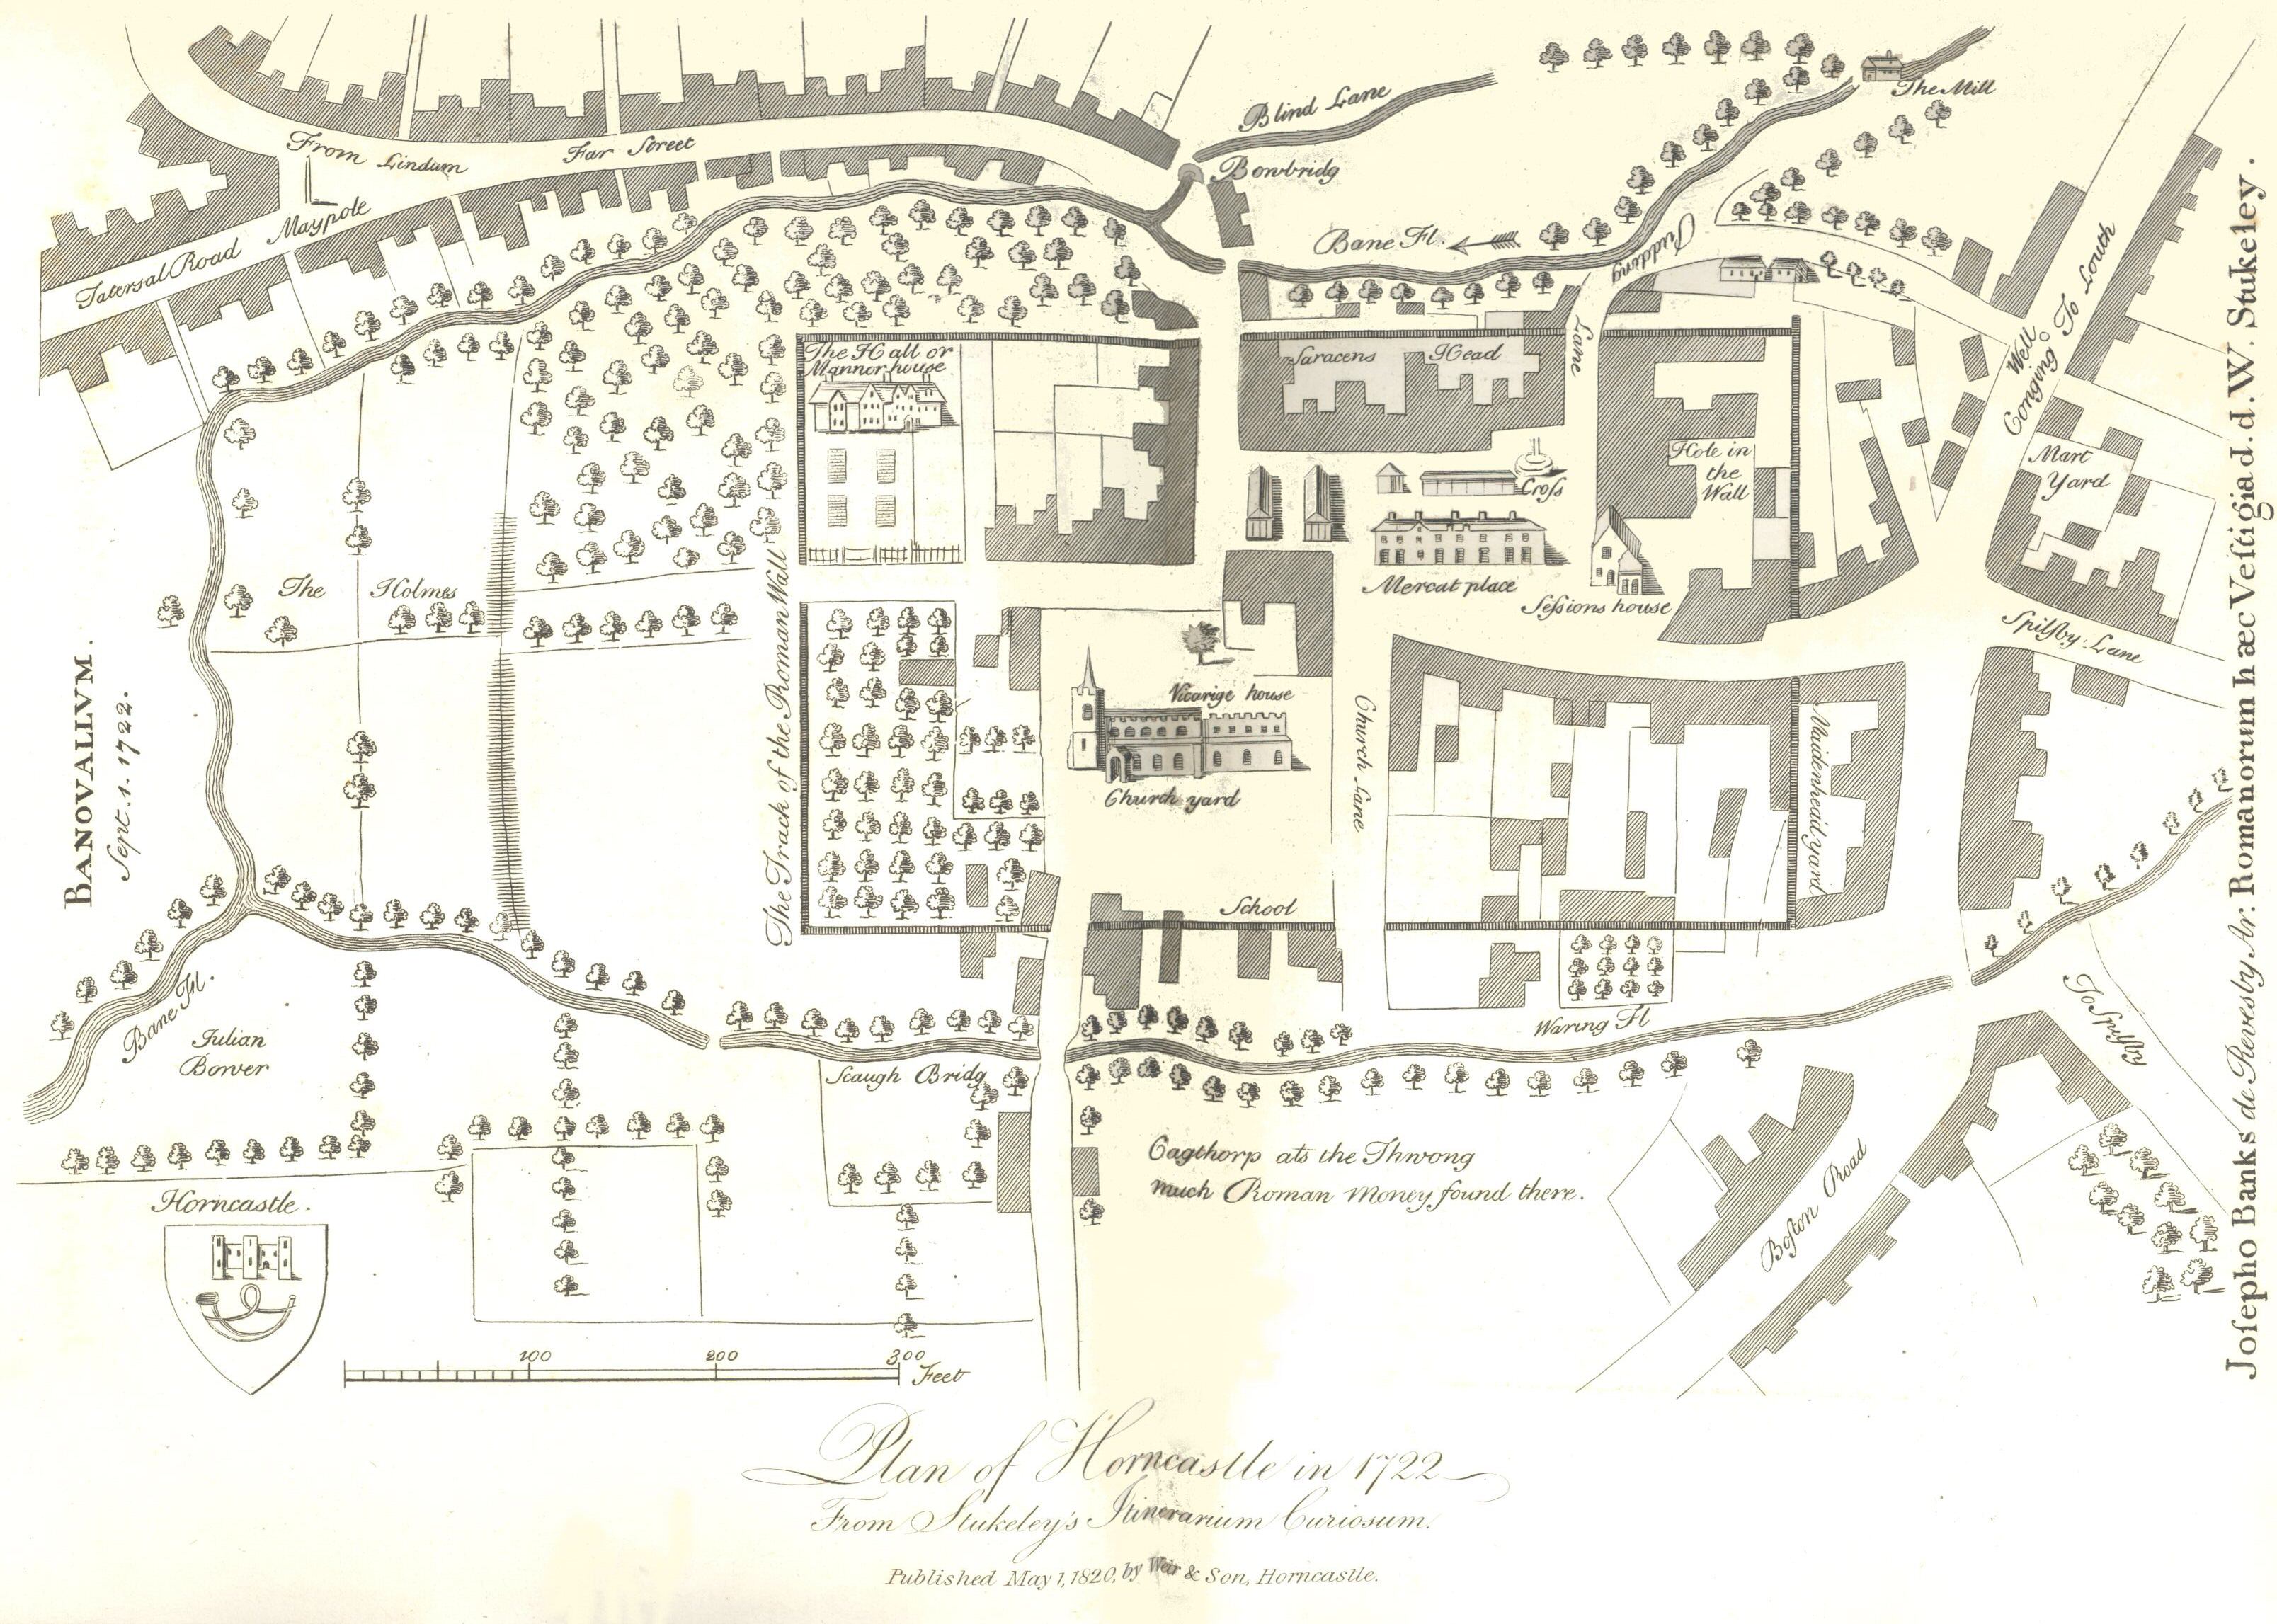 From Lindum
Far Street
Maypole
Tatersal Road
Blind Lane
Bowbridg
The Mill
Bane Fl.
Pudding
Lane
Well
Conging To Louth
The Hall or
Mannor house
Saracens Head
Hole in
the
Wall
Cross
Mercat place
Sessions house
Mart
Yard
Spilsby Lane
The Holmes
The Track of the Roman Wall
Vicarige house
Church yard
Church Lane
School
Maidenhead yard
BANOVALLVM.
Sept. 1. 1722.
Bane Fl.
Julian
Bower
Scaugh Bridg
Waring Fl
To Spilsby
Boston Road
Cagthorp als the Thwong
much Roman money found there.
Horncastle.
100 200 300
Feet
Joſepho Banks de Revesby Ar. Romanorum hæc Veſtigia d.d. W. Stukeley.
Plan of Horncastle in 1722
From Stukeley's Itinerarium Curiosum.
Published May 1, 1820, by Weir & Son, Horncastle.